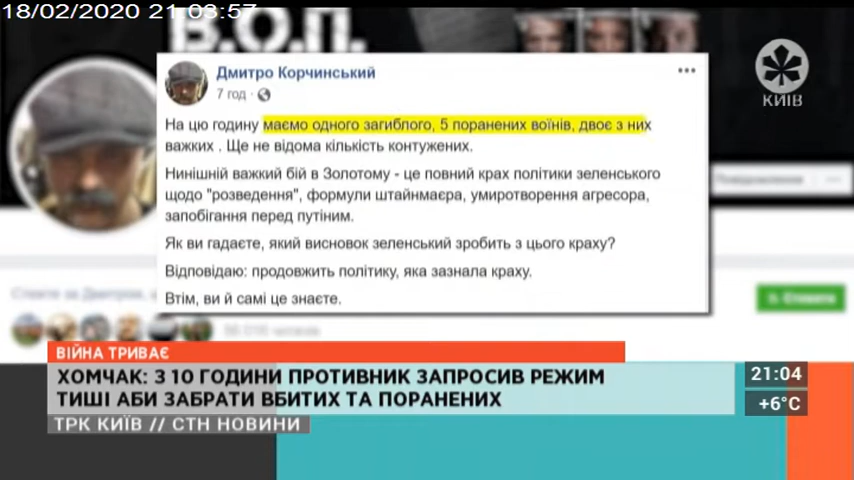 18/02/2020 21:03:57
В.О.П.
КИЇВ
Дмитро Корчинський
7 год ·
На цю годину маємо одного загиблого, 5 поранених воїнів, двоє з них
важких . Ще не відома кількість контужених.
Нинішній важкий бій в Золотому - це повний крах політики зеленського
щодо "розведення", формули штайнмаєра, умиротворення агресора,
запобігання перед путіним.
Як ви гадаєте, який висновок зеленський зробить з цього краху?
Відповідаю: продовжить політику, яка зазнала краху.
Втім, ви й самі це знаєте.
ВІЙНА ТРИВАЄ
ХОМЧАК: З 10 ГОДИНИ ПРОТИВНИК ЗАПРОСИВ РЕЖИМ
ТИШІ АБИ ЗАБРАТИ ВБИТИХ ТА ПОРАНЕНИХ
21:04
+6°C
ТРК КИЇВ // СТН НОВИНИ